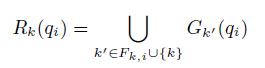 R_k(q_i) = ⋃_{k'∈F_{k,i}∪{k}} G_{k'}(q_i)